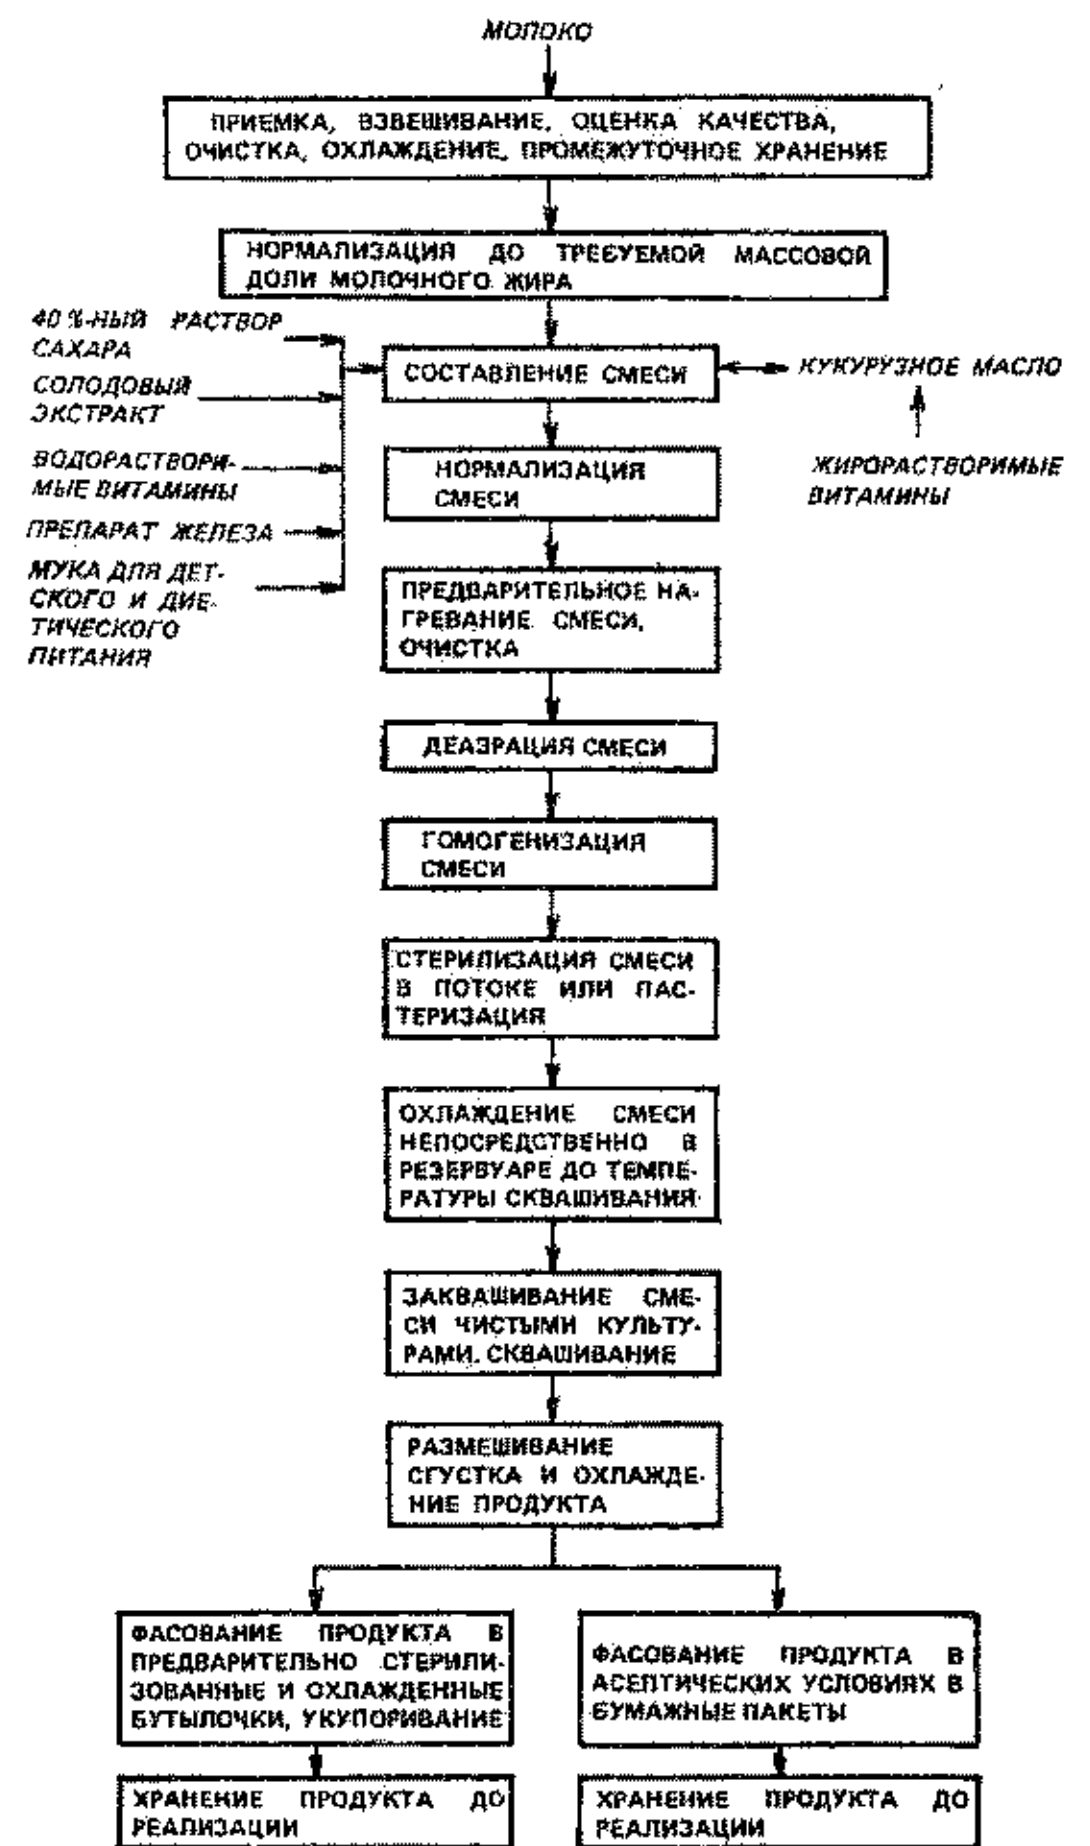 МОЛОКО
ПРИЕМКА, ВЗВЕШИВАНИЕ, ОЦЕНКА КАЧЕСТВА,
ОЧИСТКА, ОХЛАЖДЕНИЕ, ПРОМЕЖУТОЧНОЕ ХРАНЕНИЕ
НОРМАЛИЗАЦИЯ ДО ТРЕБУЕМОЙ МАССОВОЙ
ДОЛИ МОЛОЧНОГО ЖИРА
40 %-НЫЙ РАСТВОР
САХАРА
СОЛОДОВЫЙ
ЭКСТРАКТ
ВОДОРАСТВОРИ-
МЫЕ ВИТАМИНЫ
ПРЕПАРАТ ЖЕЛЕЗА
МУКА ДЛЯ ДЕТ-
СКОГО И ДИЕ-
ТИЧЕСКОГО
ПИТАНИЯ
СОСТАВЛЕНИЕ СМЕСИ
КУКУРУЗНОЕ МАСЛО
ЖИРОРАСТВОРИМЫЕ
ВИТАМИНЫ
НОРМАЛИЗАЦИЯ
СМЕСИ
ПРЕДВАРИТЕЛЬНОЕ НА-
ГРЕВАНИЕ СМЕСИ,
ОЧИСТКА
ДЕАЭРАЦИЯ СМЕСИ
ГОМОГЕНИЗАЦИЯ
СМЕСИ
СТЕРИЛИЗАЦИЯ СМЕСИ
В ПОТОКЕ ИЛИ ПАС-
ТЕРИЗАЦИЯ
ОХЛАЖДЕНИЕ СМЕСИ
НЕПОСРЕДСТВЕННО В
РЕЗЕРВУАРЕ ДО ТЕМПЕ-
РАТУРЫ СКВАШИВАНИЯ
ЗАКВАШИВАНИЕ СМЕ-
СИ ЧИСТЫМИ КУЛЬТУ-
РАМИ, СКВАШИВАНИЕ
РАЗМЕШИВАНИЕ
СГУСТКА И ОХЛАЖДЕ-
НИЕ ПРОДУКТА
ФАСОВАНИЕ ПРОДУКТА В
ПРЕДВАРИТЕЛЬНО СТЕРИЛИ-
ЗОВАННЫЕ И ОХЛАЖДЕННЫЕ
БУТЫЛОЧКИ, УКУПОРИВАНИЕ
ФАСОВАНИЕ ПРОДУКТА В
АСЕПТИЧЕСКИХ УСЛОВИЯХ В
БУМАЖНЫЕ ПАКЕТЫ
ХРАНЕНИЕ ПРОДУКТА ДО
РЕАЛИЗАЦИИ
ХРАНЕНИЕ ПРОДУКТА ДО
РЕАЛИЗАЦИИ